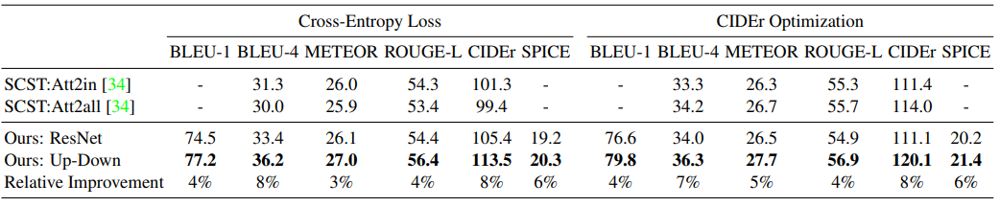 Cross-Entropy Loss CIDEr Optimization
BLEU-1 BLEU-4 METEOR ROUGE-L CIDEr SPICE BLEU-1 BLEU-4 METEOR ROUGE-L CIDEr SPICE
SCST:Att2in [34] - 31.3 26.0 54.3 101.3 - - 33.3 26.3 55.3 111.4 -
SCST:Att2all [34] - 30.0 25.9 53.4 99.4 - - 34.2 26.7 55.7 114.0 -
Ours: ResNet 74.5 33.4 26.1 54.4 105.4 19.2 76.6 34.0 26.5 54.9 111.1 20.2
Ours: Up-Down 77.2 36.2 27.0 56.4 113.5 20.3 79.8 36.3 27.7 56.9 120.1 21.4
Relative Improvement 4% 8% 3% 4% 8% 6% 4% 7% 5% 4% 8% 6%